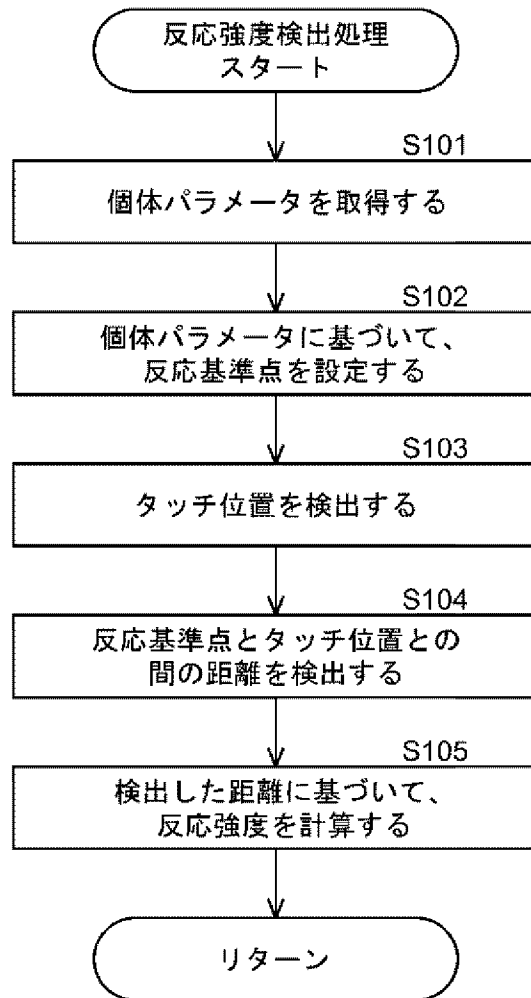 反応強度検出処理
スタート
S101
個体パラメータを取得する
S102
個体パラメータに基づいて、
反応基準点を設定する
S103
タッチ位置を検出する
S104
反応基準点とタッチ位置との
間の距離を検出する
S105
検出した距離に基づいて、
反応強度を計算する
リターン